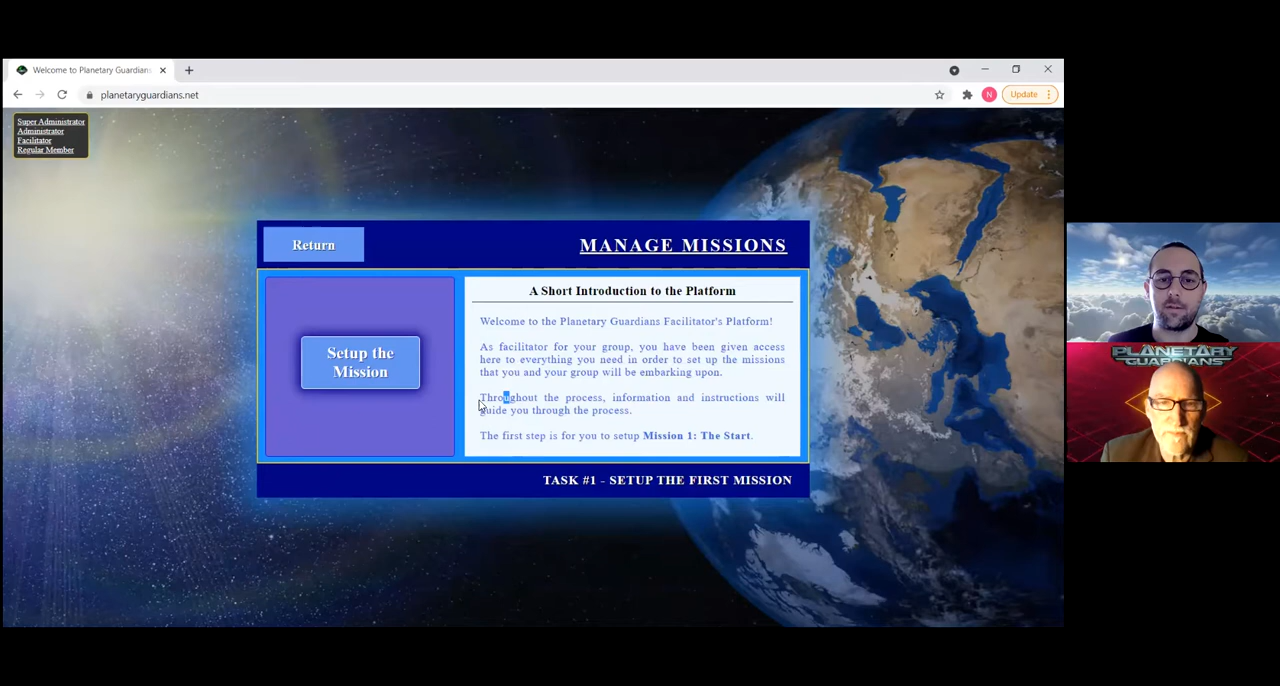 Welcome to Planetary Guardians
planetaryguardians.net
N
Update
Super Administrator
Administrator
Facilitator
Regular Member
Return
MANAGE MISSIONS
Setup the
Mission
A Short Introduction to the Platform
Welcome to the Planetary Guardians Facilitator's Platform!
As facilitator for your group, you have been given access
here to everything you need in order to set up the missions
that you and your group will be embarking upon.
Throughout the process, information and instructions will
guide you through the process.
The first step is for you to setup Mission 1: The Start.
TASK #1 - SETUP THE FIRST MISSION
PLANETARY
GUARDIANS